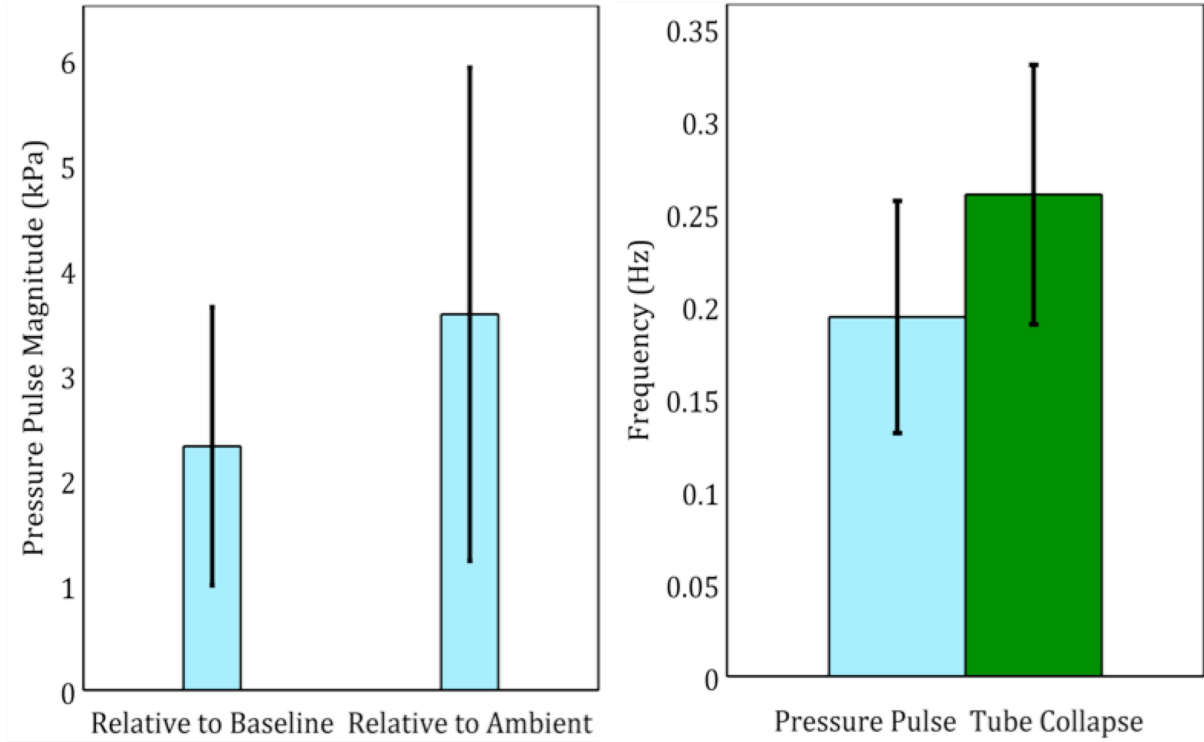 Pressure Pulse Magnitude (kPa)
6
5
4
3
2
1
0
Relative to Baseline
Relative to Ambient
Frequency (Hz)
0.35
0.3
0.25
0.2
0.15
0.1
0.05
0
Pressure Pulse
Tube Collapse